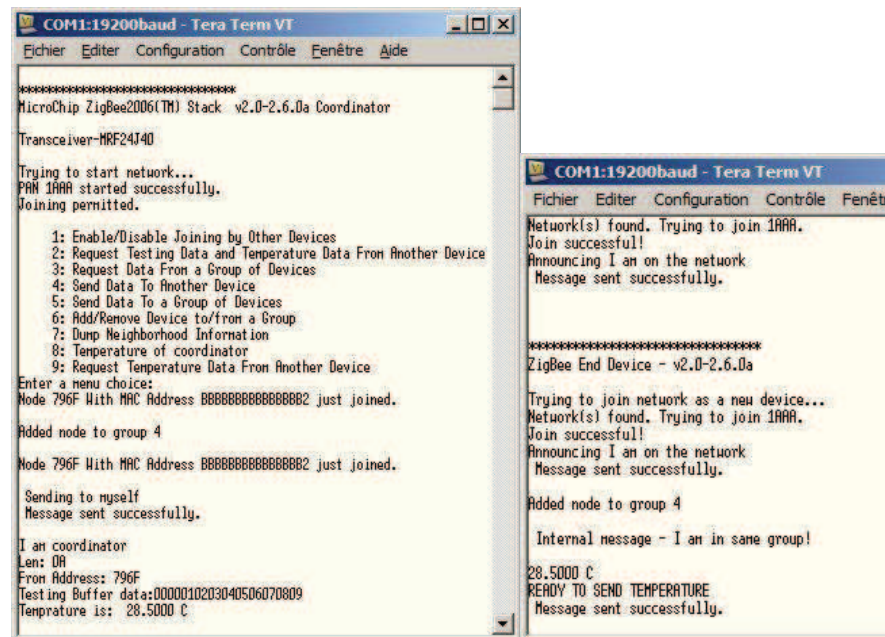 COM1:19200baud - Tera Term VT
Fichier Editer Configuration Contrôle Fenêtre Aide
*********************************
MicroChip ZigBee2006(TM) Stack v2.0-2.6.0a Coordinator
Transceiver-MRF24J40
Trying to start network...
PAN 1AAA started successfully.
Joining permitted.
1: Enable/Disable Joining by Other Devices
2: Request Testing Data and Temperature Data From Another Device
3: Request Data From a Group of Devices
4: Send Data To Another Device
5: Send Data To a Group of Devices
6: Add/Remove Device to/from a Group
7: Dump Neighborhood Information
8: Temperature of coordinator
9: Request Temperature Data From Another Device
Enter a menu choice:
Node 796F With MAC Address BBBBBBBBBBBBBBB2 just joined.
Added node to group 4
Node 796F With MAC Address BBBBBBBBBBBBBBB2 just joined.
Sending to myself
Message sent successfully.
I am coordinator
Len: 0A
From Address: 796F
Testing Buffer data:0000010203040506070809
Temprature is: 28.5000 C
COM1:19200baud - Tera Term VT
Fichier Editer Configuration Contrôle Fenêt
Network(s) found. Trying to join 1AAA.
Join successful!
Announcing I am on the network
Message sent successfully.
***********************************
ZigBee End Device - v2.0-2.6.0a
Trying to join network as a new device...
Network(s) found. Trying to join 1AAA.
Join successful!
Announcing I am on the network
Message sent successfully.
Added node to group 4
Internal message - I am in same group!
28.5000 C
READY TO SEND TEMPERATURE
Message sent successfully.